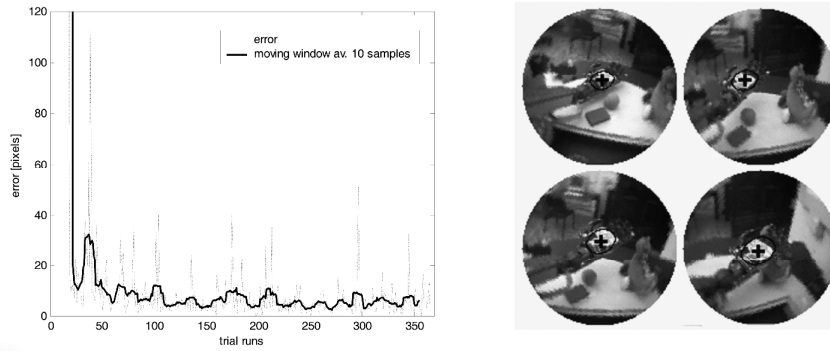 120
100
80
60
40
20
0
error [pixels]
error
moving window av. 10 samples
0 50 100 150 200 250 300 350
trial runs